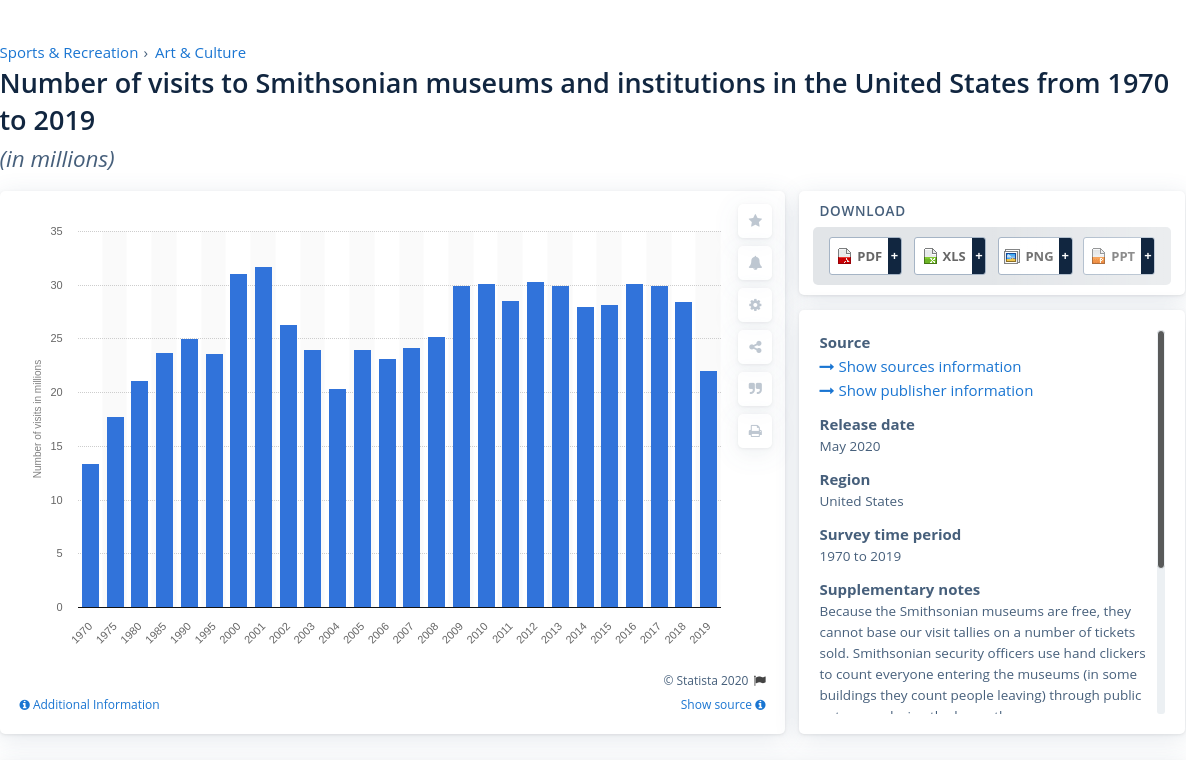 Sports & Recreation › Art & Culture
Number of visits to Smithsonian museums and institutions in the United States from 1970
to 2019
(in millions)
35
30
25
20
15
10
5
0
Number of visits in millions
1970
1975
1980
1985
1990
1995
2000
2001
2002
2003
2004
2005
2006
2007
2008
2009
2010
2011
2012
2013
2014
2015
2016
2017
2018
2019
© Statista 2020
Additional Information
Show source
DOWNLOAD
PDF + XLS + PNG + PPT +
Source
Show sources information
Show publisher information
Release date
May 2020
Region
United States
Survey time period
1970 to 2019
Supplementary notes
Because the Smithsonian museums are free, they
cannot base our visit tallies on a number of tickets
sold. Smithsonian security officers use hand clickers
to count everyone entering the museums (in some
buildings they count people leaving) through public